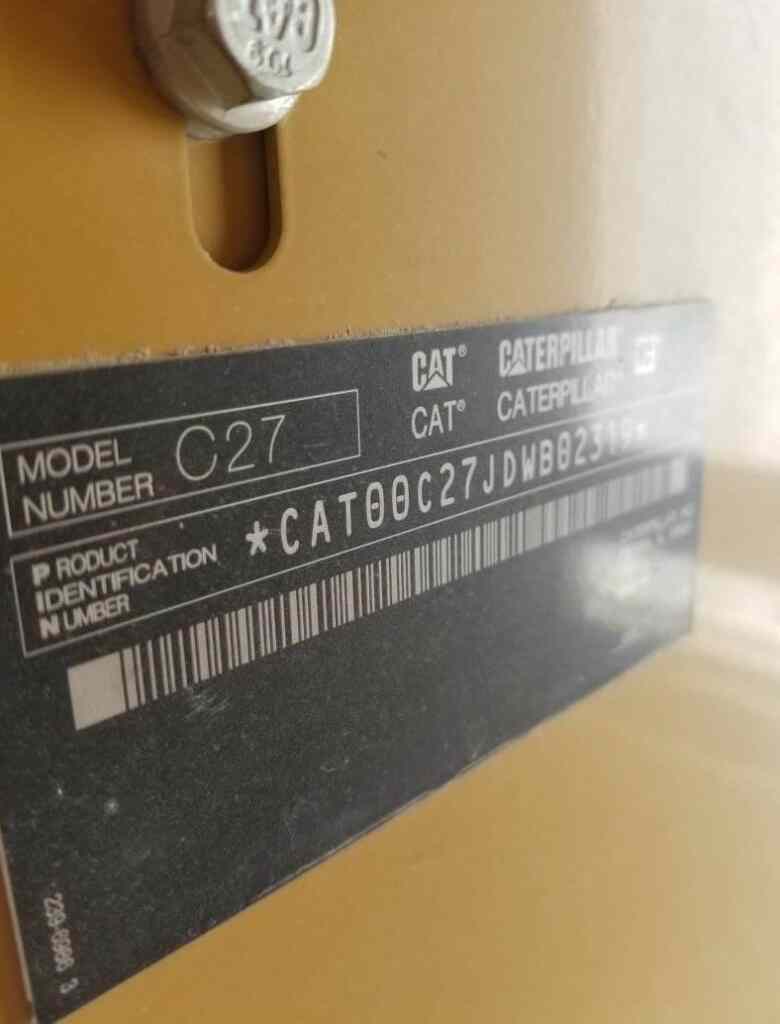 CAT® CATERPILLAR
CAT® CATERPILLAR
MODEL NUMBER C27
PRODUCT IDENTIFICATION NUMBER *CAT00C27JDWB02319*